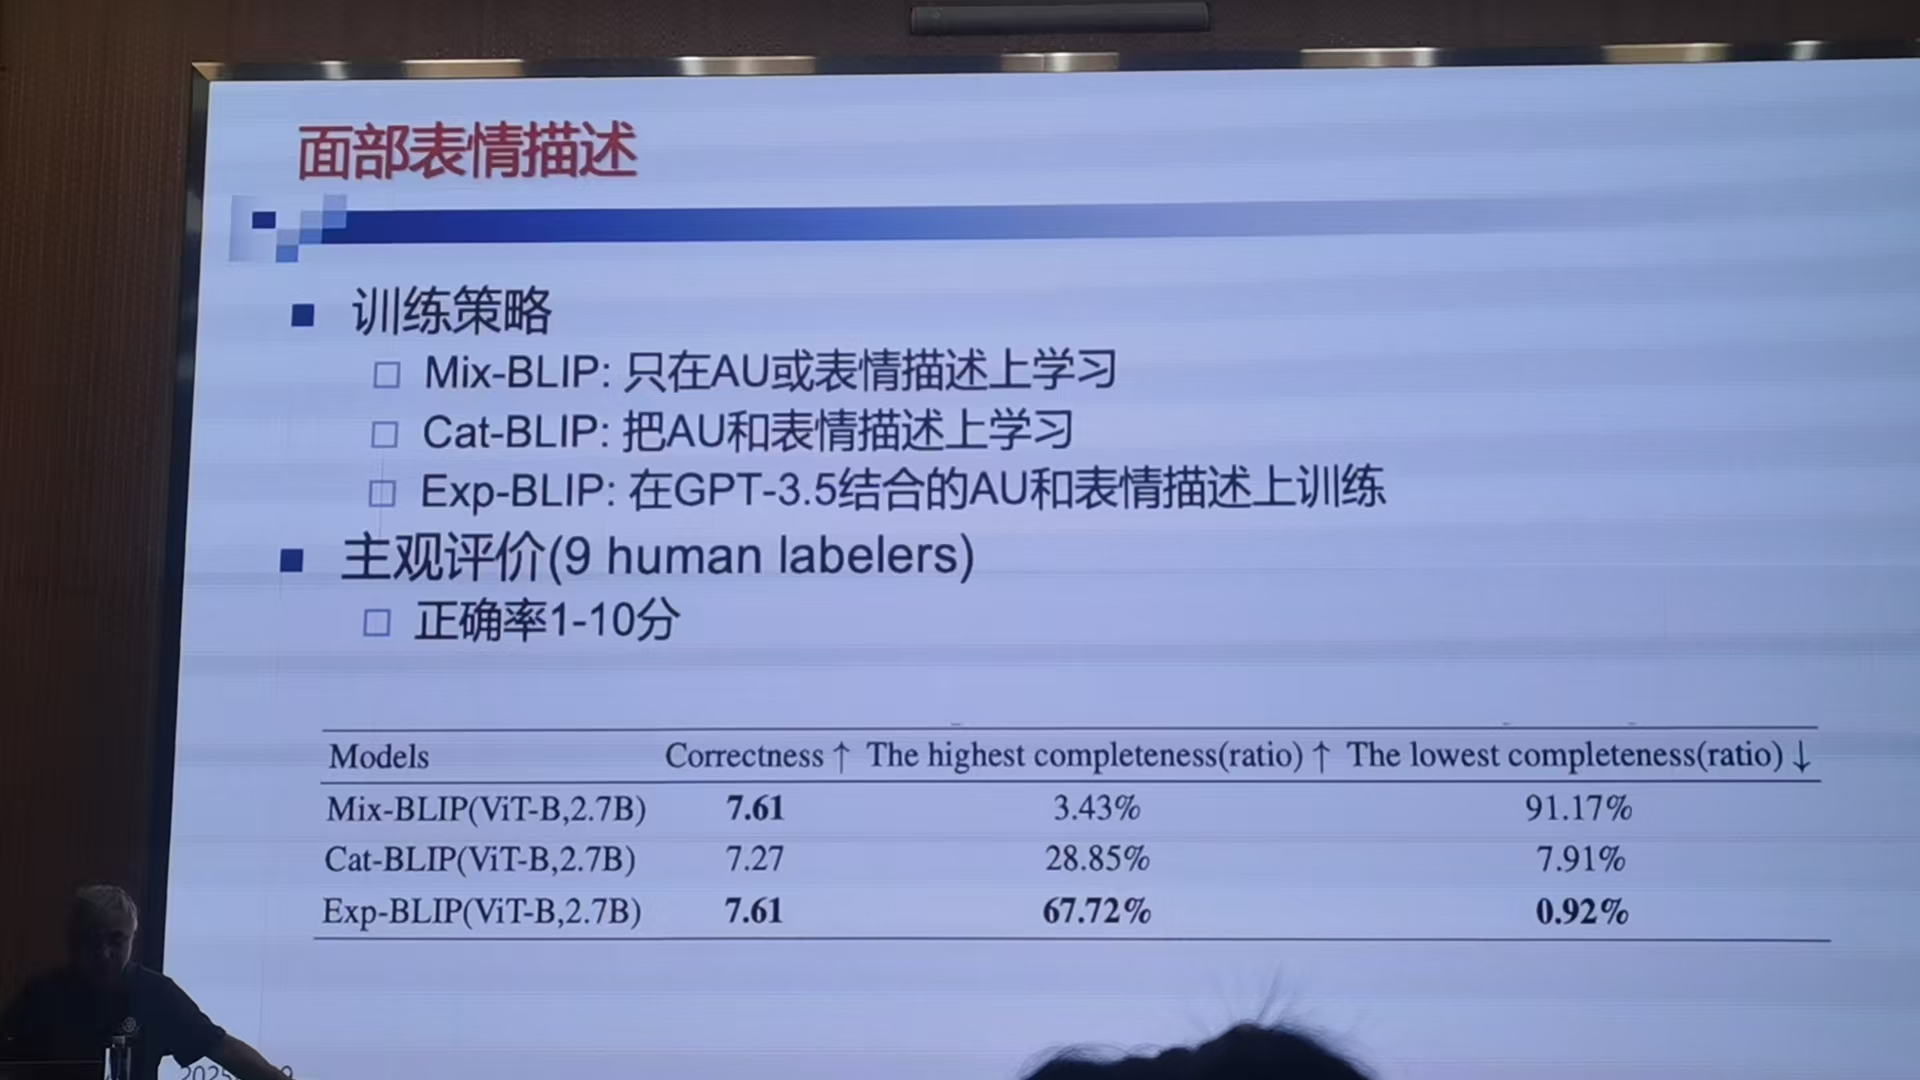 面部表情描述
训练策略
Mix-BLIP: 只在AU或表情描述上学习
Cat-BLIP: 把AU和表情描述上学习
Exp-BLIP: 在GPT-3.5结合的AU和表情描述上训练
主观评价(9 human labelers)
正确率1-10分
Models Correctness ↑ The highest completeness(ratio) ↑ The lowest completeness(ratio) ↓
Mix-BLIP(ViT-B,2.7B) 7.61 3.43% 91.17%
Cat-BLIP(ViT-B,2.7B) 7.27 28.85% 7.91%
Exp-BLIP(ViT-B,2.7B) 7.61 67.72% 0.92%